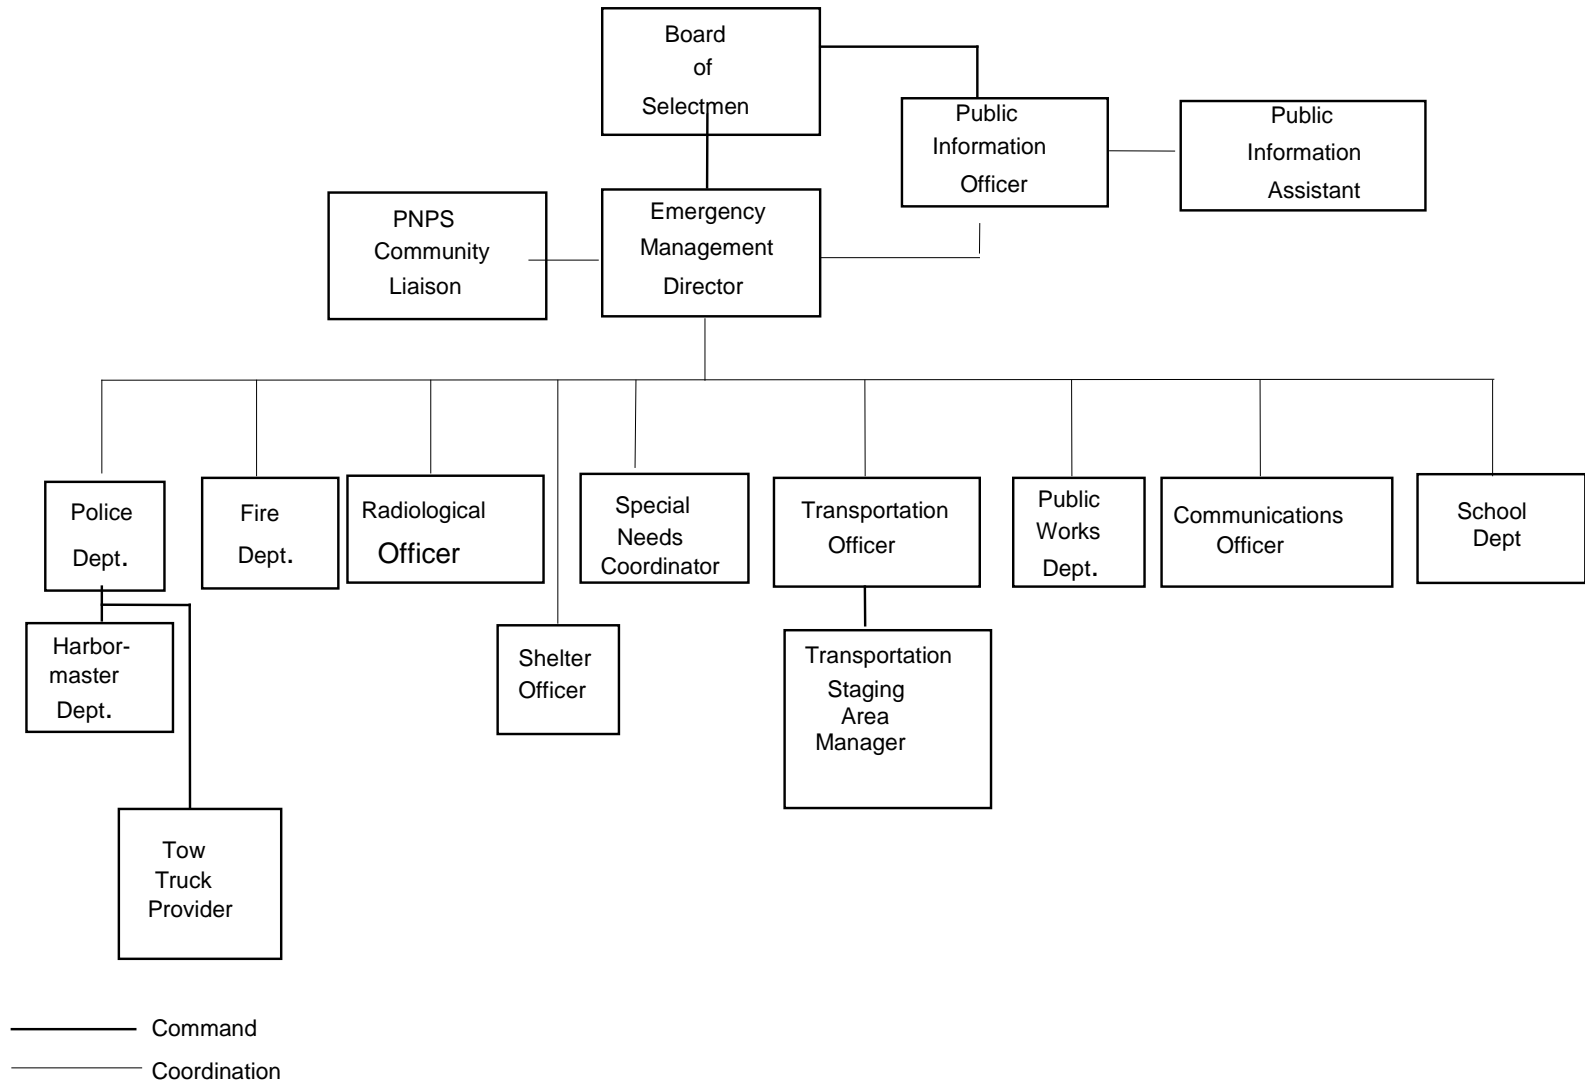 Board
of
Selectmen
Public
Information
Officer
Public
Information
Assistant
PNPS
Community
Liaison
Emergency
Management
Director
Police
Dept.
Fire
Dept.
Radiological
Officer
Special
Needs
Coordinator
Transportation
Officer
Public
Works
Dept.
Communications
Officer
School
Dept
Harbor-
master
Dept.
Shelter
Officer
Transportation
Staging
Area
Manager
Tow
Truck
Provider
Command
Coordination